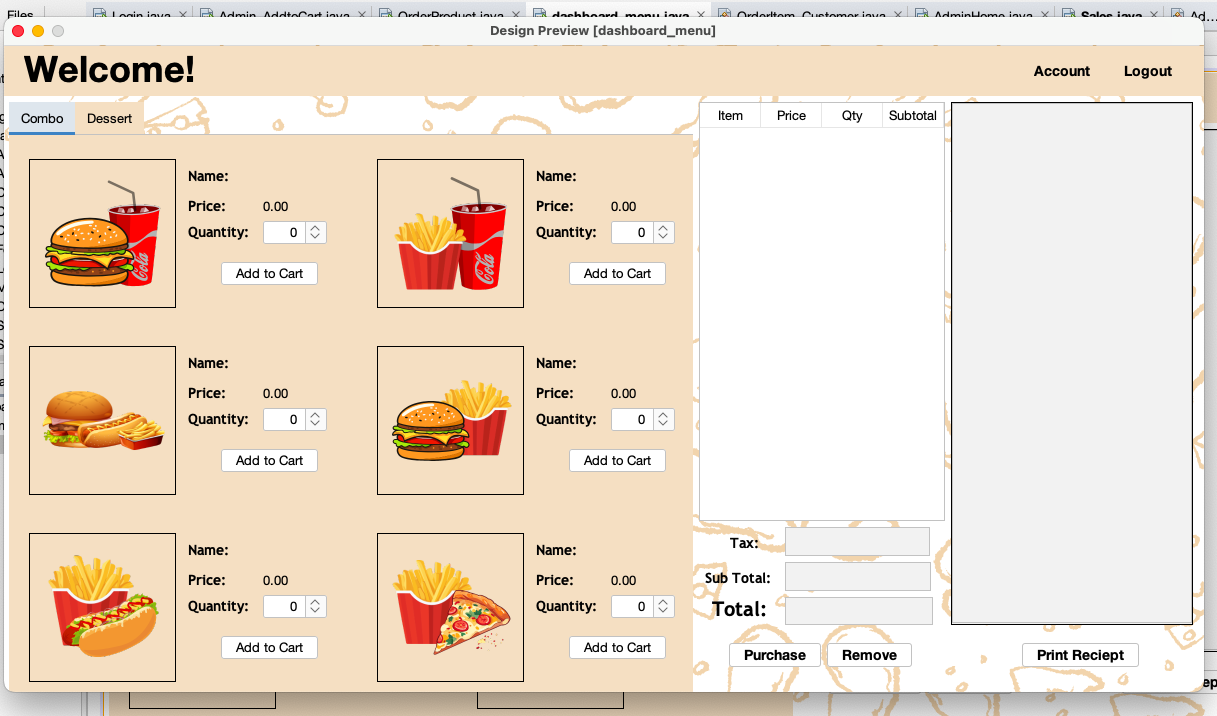 Files
Login.java
Admin_AddtoCart.java
OrderProduct.java
dashboard_menu.java
OrderItem_Customer.java
AdminHome.java
Sales.java
Ad...
Design Preview [dashboard_menu]
Welcome!
Account
Logout
Combo
Dessert
Item
Price
Qty
Subtotal
Name:
Price: 0.00
Quantity: 0
Add to Cart
Cola
Name:
Price: 0.00
Quantity: 0
Add to Cart
Cola
Name:
Price: 0.00
Quantity: 0
Add to Cart
Name:
Price: 0.00
Quantity: 0
Add to Cart
Name:
Price: 0.00
Quantity: 0
Add to Cart
Name:
Price: 0.00
Quantity: 0
Add to Cart
Tax:
Sub Total:
Total:
Purchase
Remove
Print Reciept